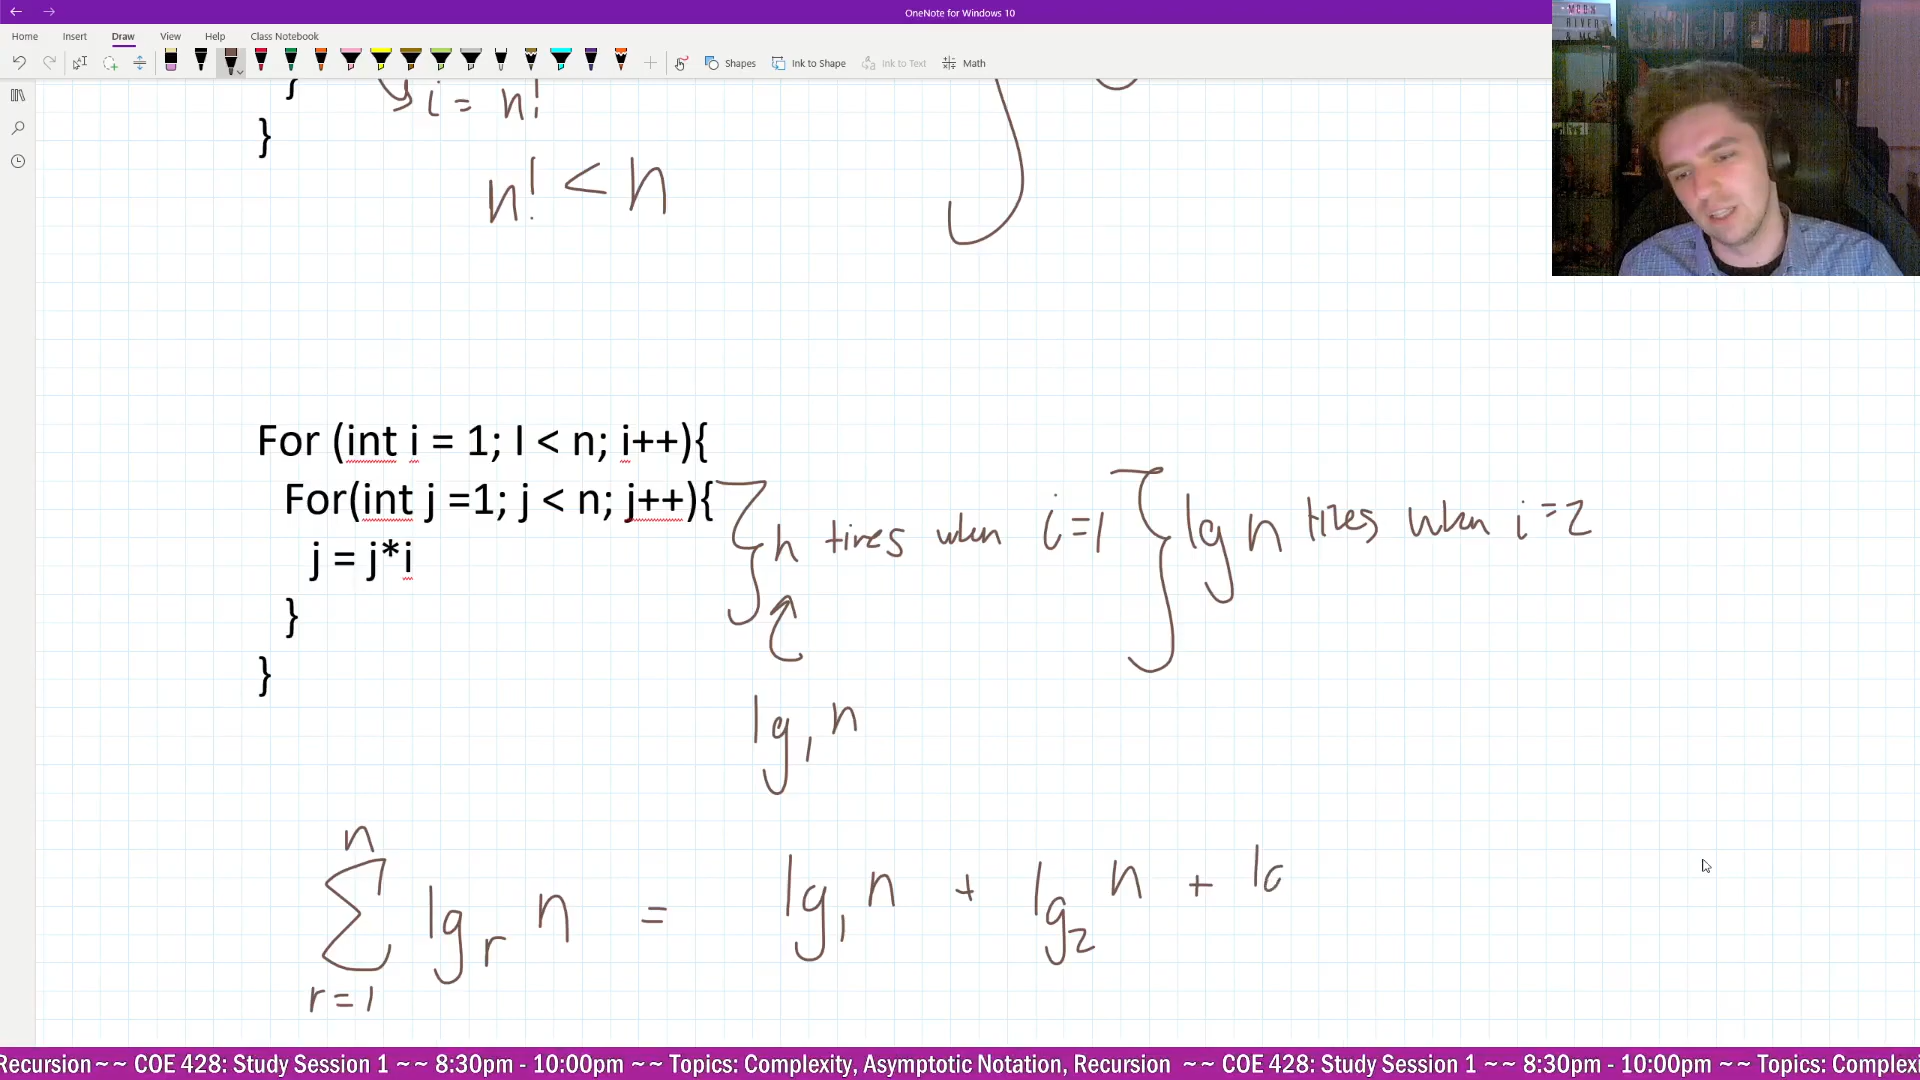 OneNote for Windows 10
Home Insert Draw View Help Class Notebook
Shapes Ink to Shape Ink to Text Math
MOON
RIVER
& ME
}
i = n!
}
n! < n
For (int i = 1; I < n; i++){
For(int j =1; j < n; j++){
n times when i=1
lg n times when i=2
j = j*i
}
}
lg₁ n
n
∑ lgᵣ n = lg₁ n + lg₂ n + lg
r=1
Recursion ~~ COE 428: Study Session 1 ~~ 8:30pm - 10:00pm ~~ Topics: Complexity, Asymptotic Notation, Recursion ~~ COE 428: Study Session 1 ~~ 8:30pm - 10:00pm ~~ Topics: Complexi